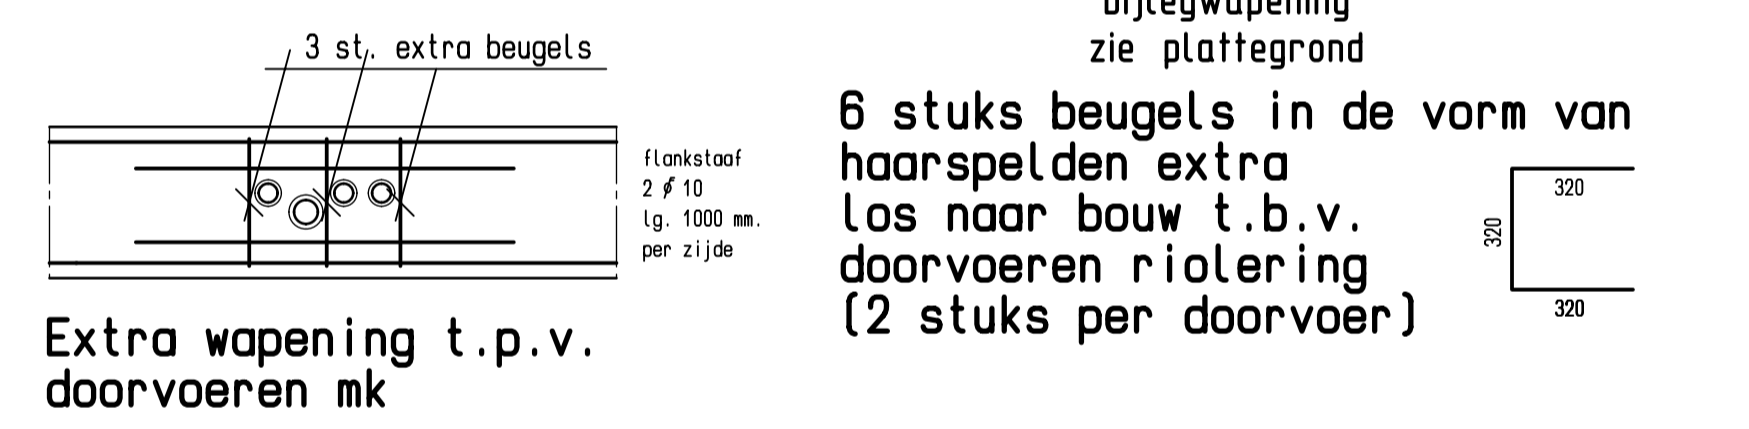 3 st. extra beugels
flankstaaf
2 ∅ 10
lg. 1000 mm.
per zijde
Extra wapening t.p.v.
doorvoeren mk
bijlegwapening
zie plattegrond
6 stuks beugels in de vorm van
haarspelden extra
los naar bouw t.b.v.
doorvoeren riolering
(2 stuks per doorvoer)
320
320
320